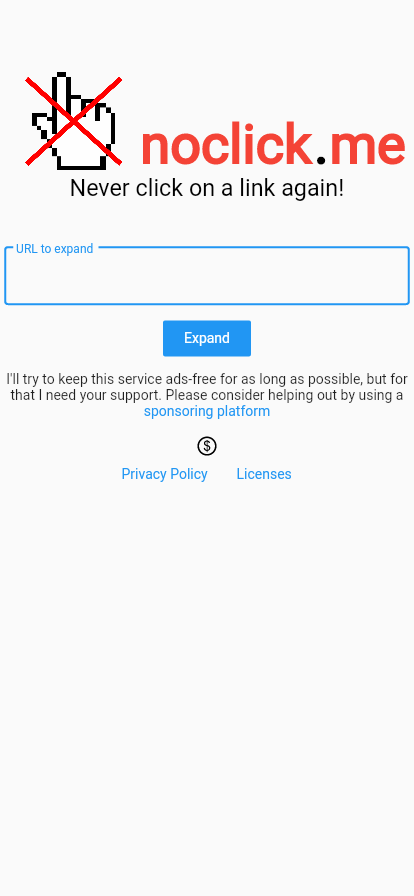 noclick.me
Never click on a link again!
URL to expand
Expand
I'll try to keep this service ads-free for as long as possible, but for
that I need your support. Please consider helping out by using a
sponsoring platform
$
Privacy Policy Licenses